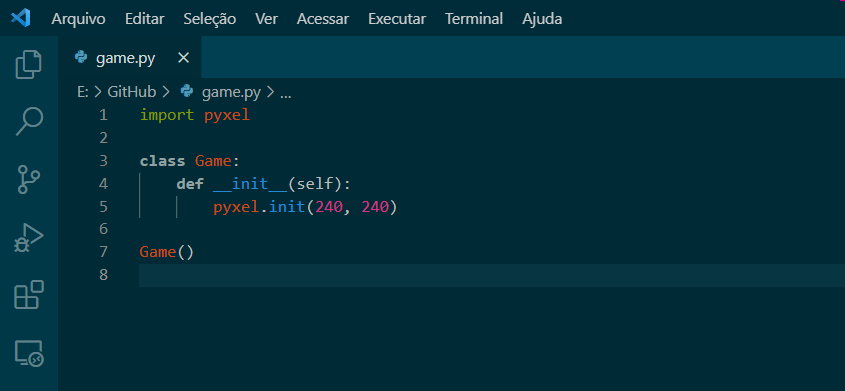 Arquivo Editar Seleção Ver Acessar Executar Terminal Ajuda
game.py
E: > GitHub > game.py > ...
1 import pyxel
2
3 class Game:
4     def __init__(self):
5         pyxel.init(240, 240)
6
7 Game()
8